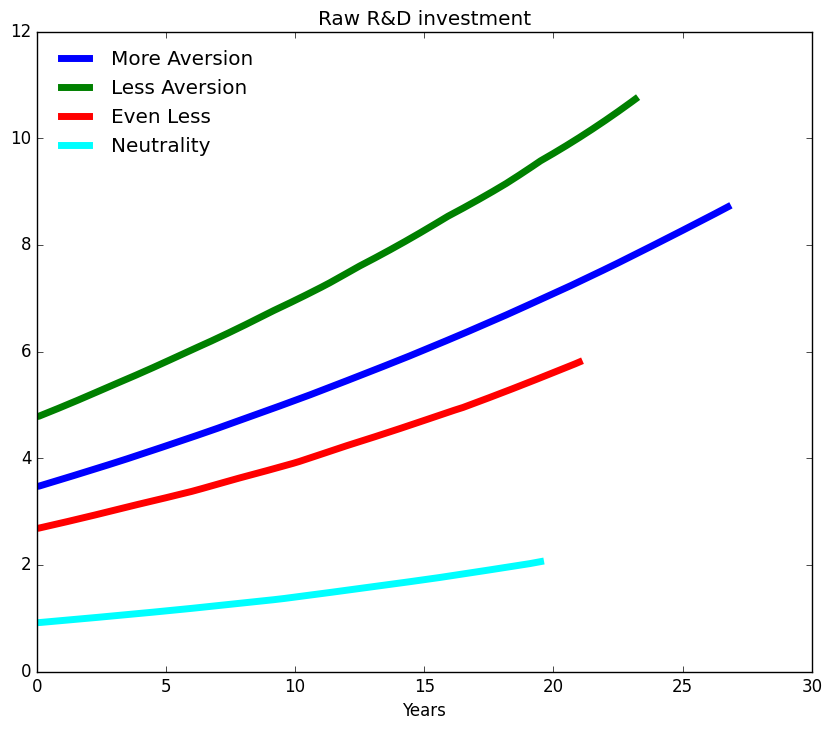 Raw R&D investment
12
10
8
6
4
2
0
More Aversion
Less Aversion
Even Less
Neutrality
0 5 10 15 20 25 30
Years